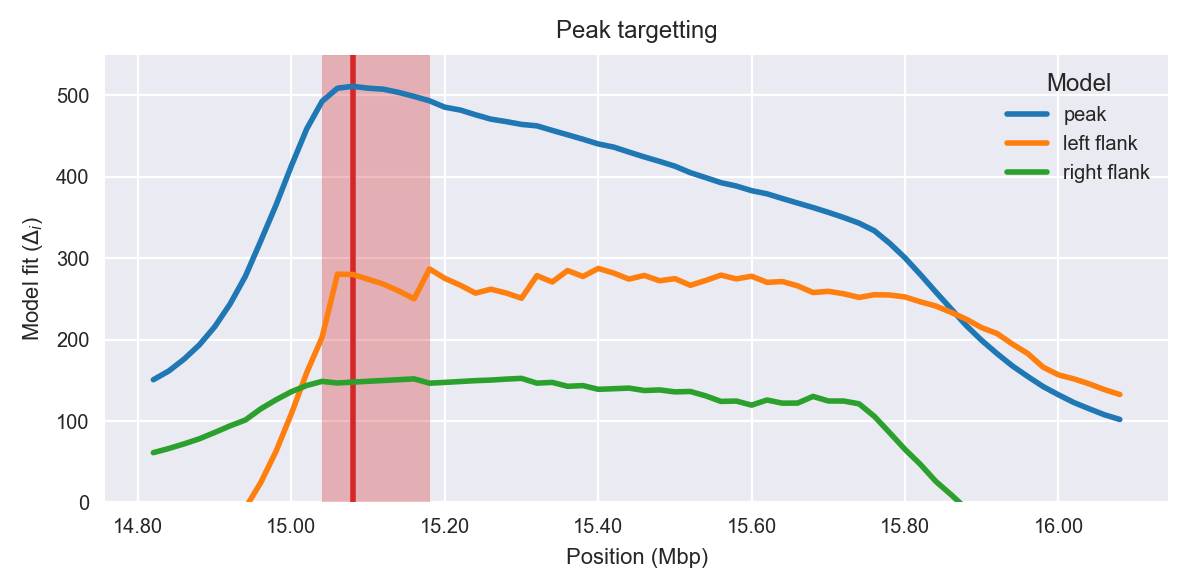 Peak targetting
Model fit (Δᵢ)
500
400
300
200
100
0
Model
peak
left flank
right flank
14.80 15.00 15.20 15.40 15.60 15.80 16.00
Position (Mbp)